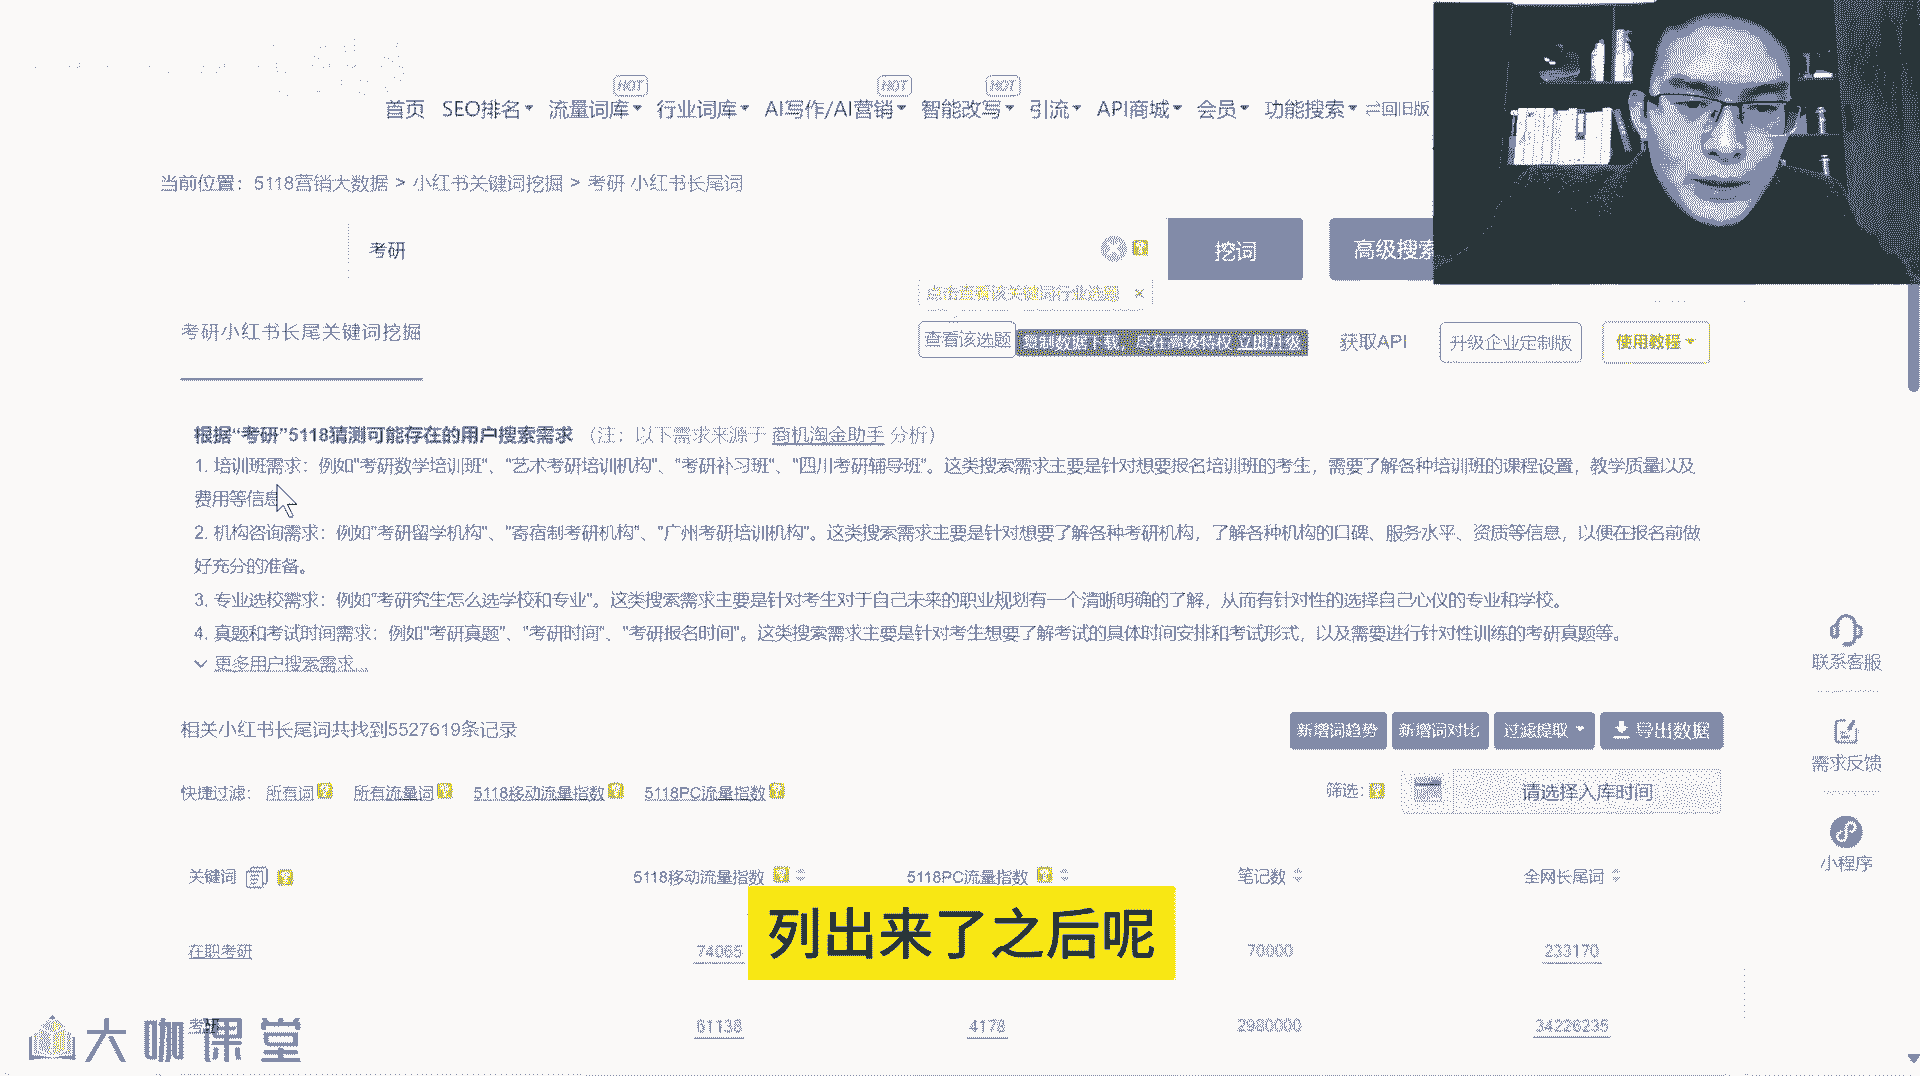 HOT HOT HOT
首页 SEO排名 流量词库 行业词库 AI写作/AI营销 智能改写 引流 API商城 会员 功能搜索 回旧版
当前位置：5118营销大数据 > 小红书关键词挖掘 > 考研 小红书长尾词
考研 挖词 高级搜索
点击查看该关键词行业选题 ×
考研小红书长尾关键词挖掘
查看该选题 复制数据下载，尽在高级特权 立即升级 获取API 升级企业定制版 使用教程
根据“考研”5118猜测可能存在的用户搜索需求 （注：以下需求来源于 商机淘金助手 分析）
1. 培训班需求：例如"考研数学培训班"、"艺术考研培训机构"、"考研补习班"、"四川考研辅导班"。这类搜索需求主要是针对想要报名培训班的考生，需要了解各种培训班的课程设置，教学质量以及
费用等信息
2. 机构咨询需求：例如"考研留学机构"、"寄宿制考研机构"、"广州考研培训机构"。这类搜索需求主要是针对想要了解各种考研机构，了解各种机构的口碑、服务水平、资质等信息，以便在报名前做
好充分的准备。
3. 专业选校需求：例如"考研究生怎么选学校和专业"。这类搜索需求主要是针对考生对于自己未来的职业规划有一个清晰明确的了解，从而有针对性的选择自己心仪的专业和学校。
4. 真题和考试时间需求：例如"考研真题"、"考研时间"、"考研报名时间"。这类搜索需求主要是针对考生想要了解考试的具体时间安排和考试形式，以及需要进行针对性训练的考研真题等。
更多用户搜索需求...
联系客服
相关小红书长尾词共找到5527619条记录 新增词趋势 新增词对比 过滤提取 导出数据
需求反馈
快捷过滤： 所有词 所有流量词 5118移动流量指数 5118PC流量指数 筛选: 请选择入库时间
小程序
关键词 5118移动流量指数 5118PC流量指数 笔记数 全网长尾词
列出来了之后呢
在职考研 74065 70000 233170
考研 61138 4178 2980000 34226235
大咖课堂